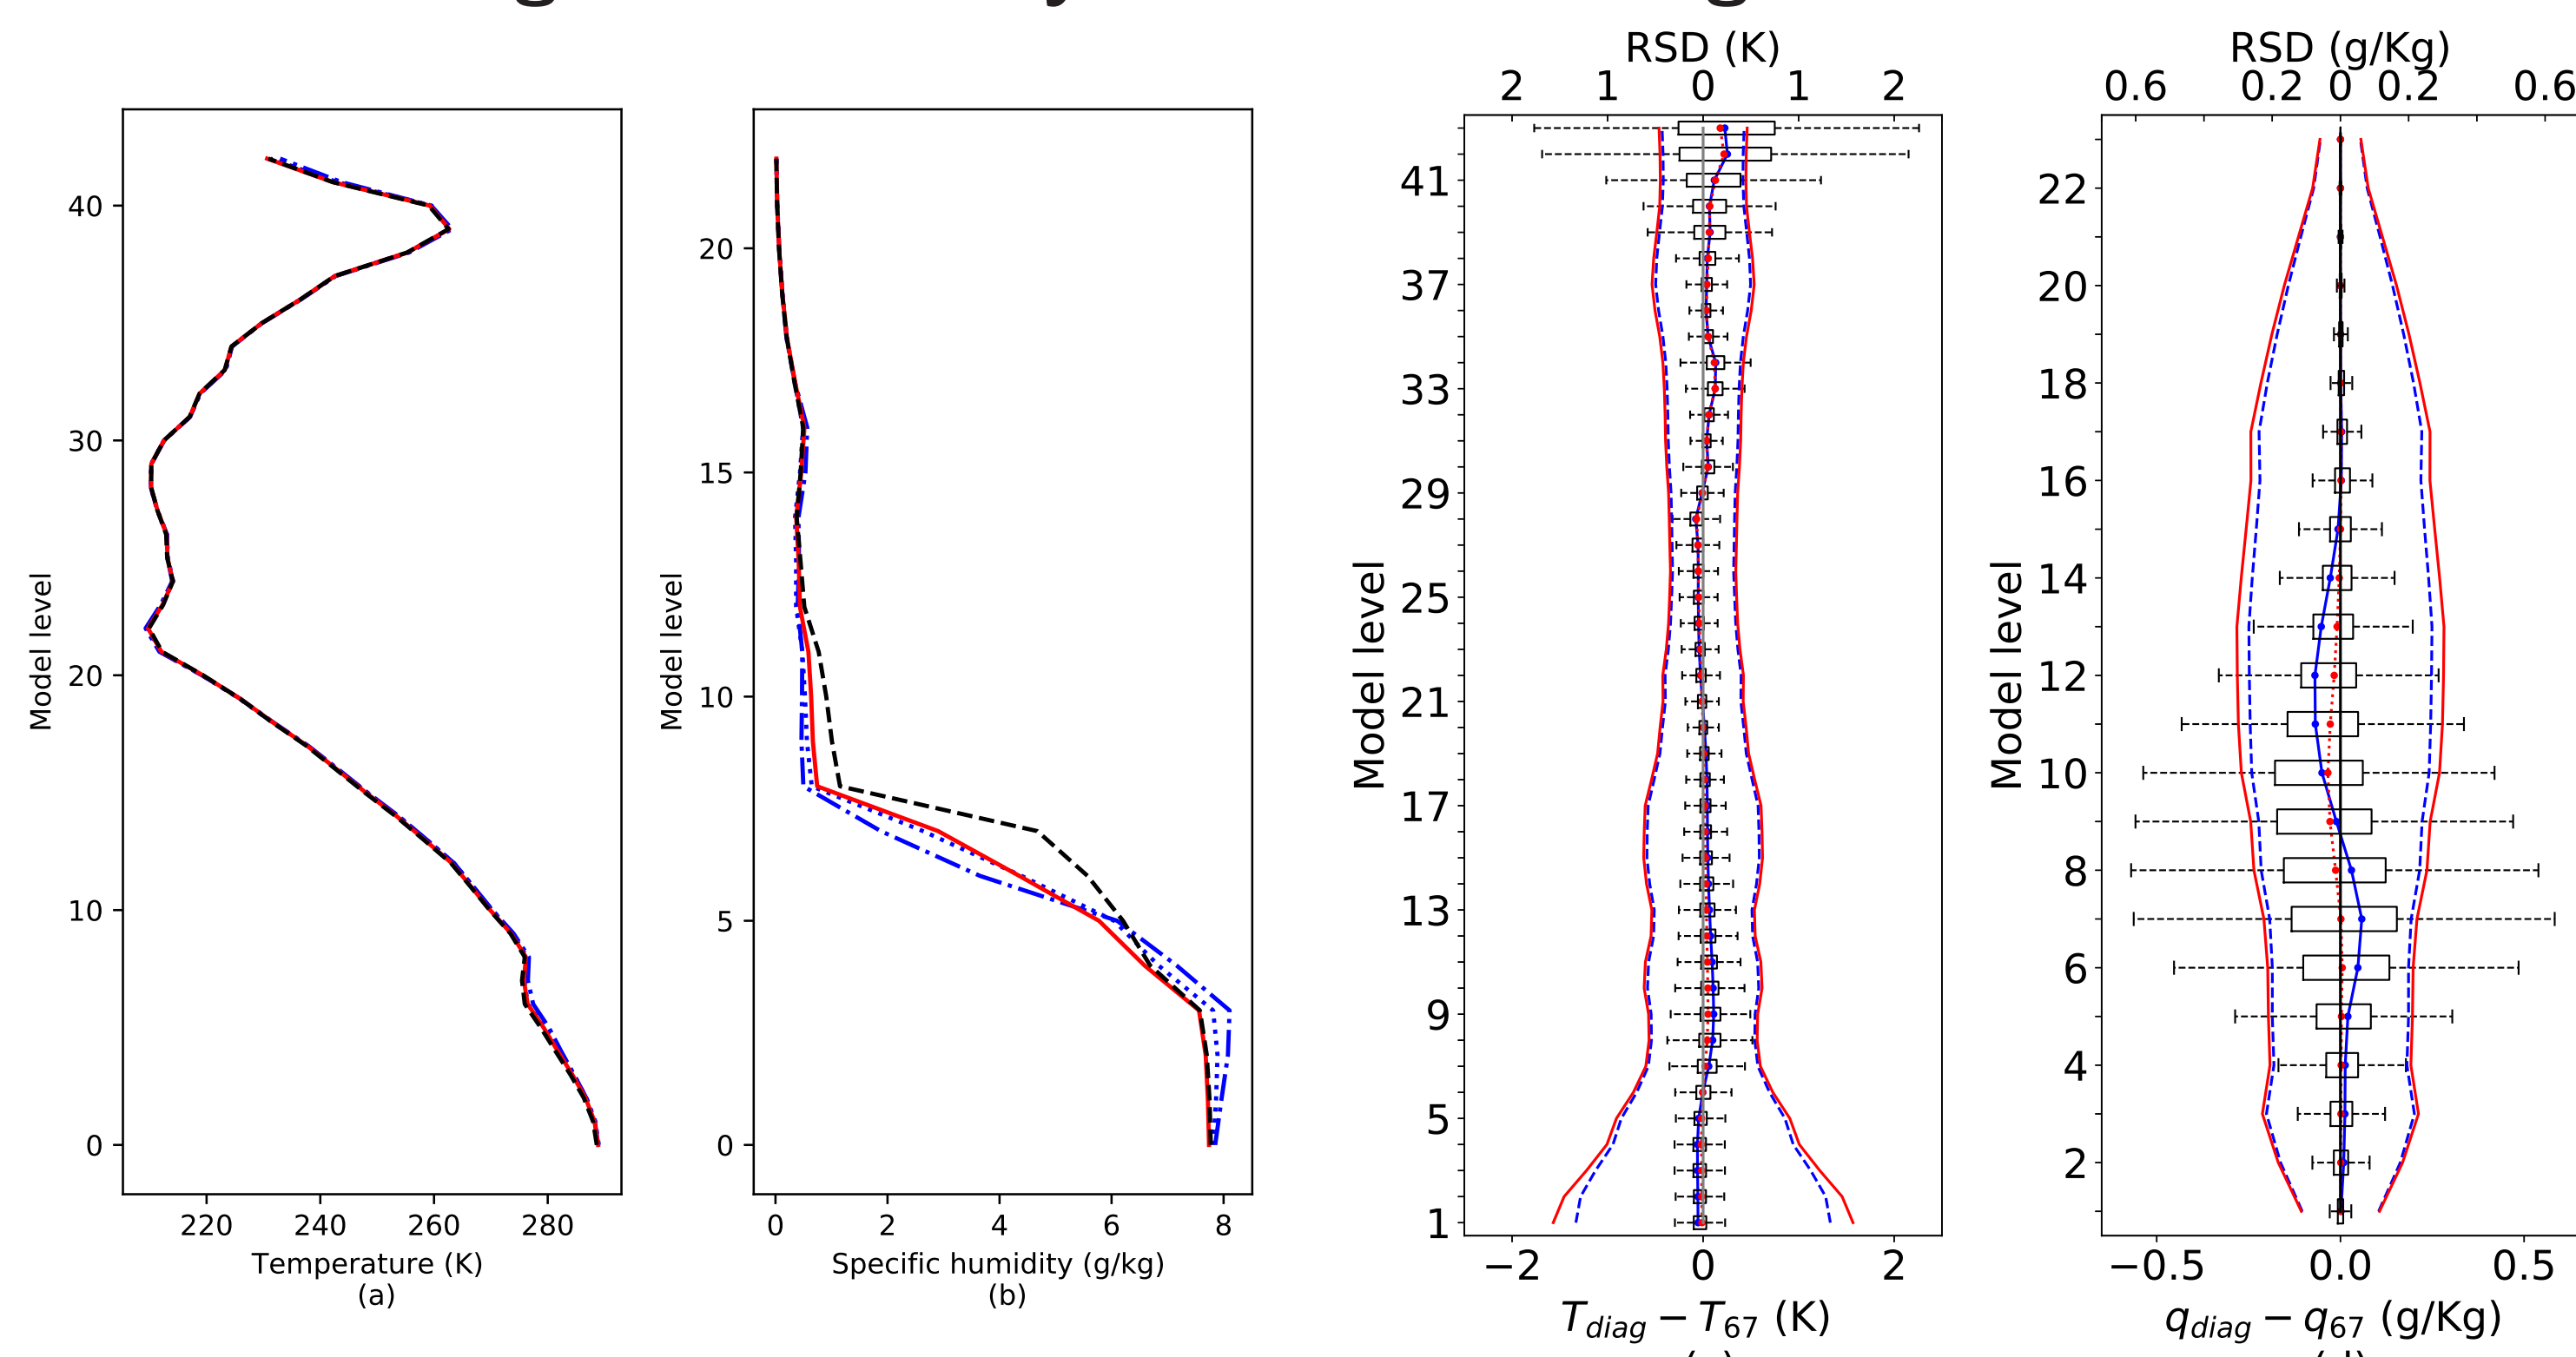 40
30
20
10
0
Model level
220 240 260 280
Temperature (K)
(a)
20
15
10
5
0
Model level
0 2 4 6 8
Specific humidity (g/kg)
(b)
RSD (K)
2 1 0 1 2
41
37
33
29
25
21
17
13
9
5
1
Model level
−2 0 2
T_diag − T_67 (K)
RSD (g/Kg)
0.6 0.2 0 0.2 0.6
22
20
18
16
14
12
10
8
6
4
2
Model level
−0.5 0.0 0.5
q_diag − q_67 (g/Kg)